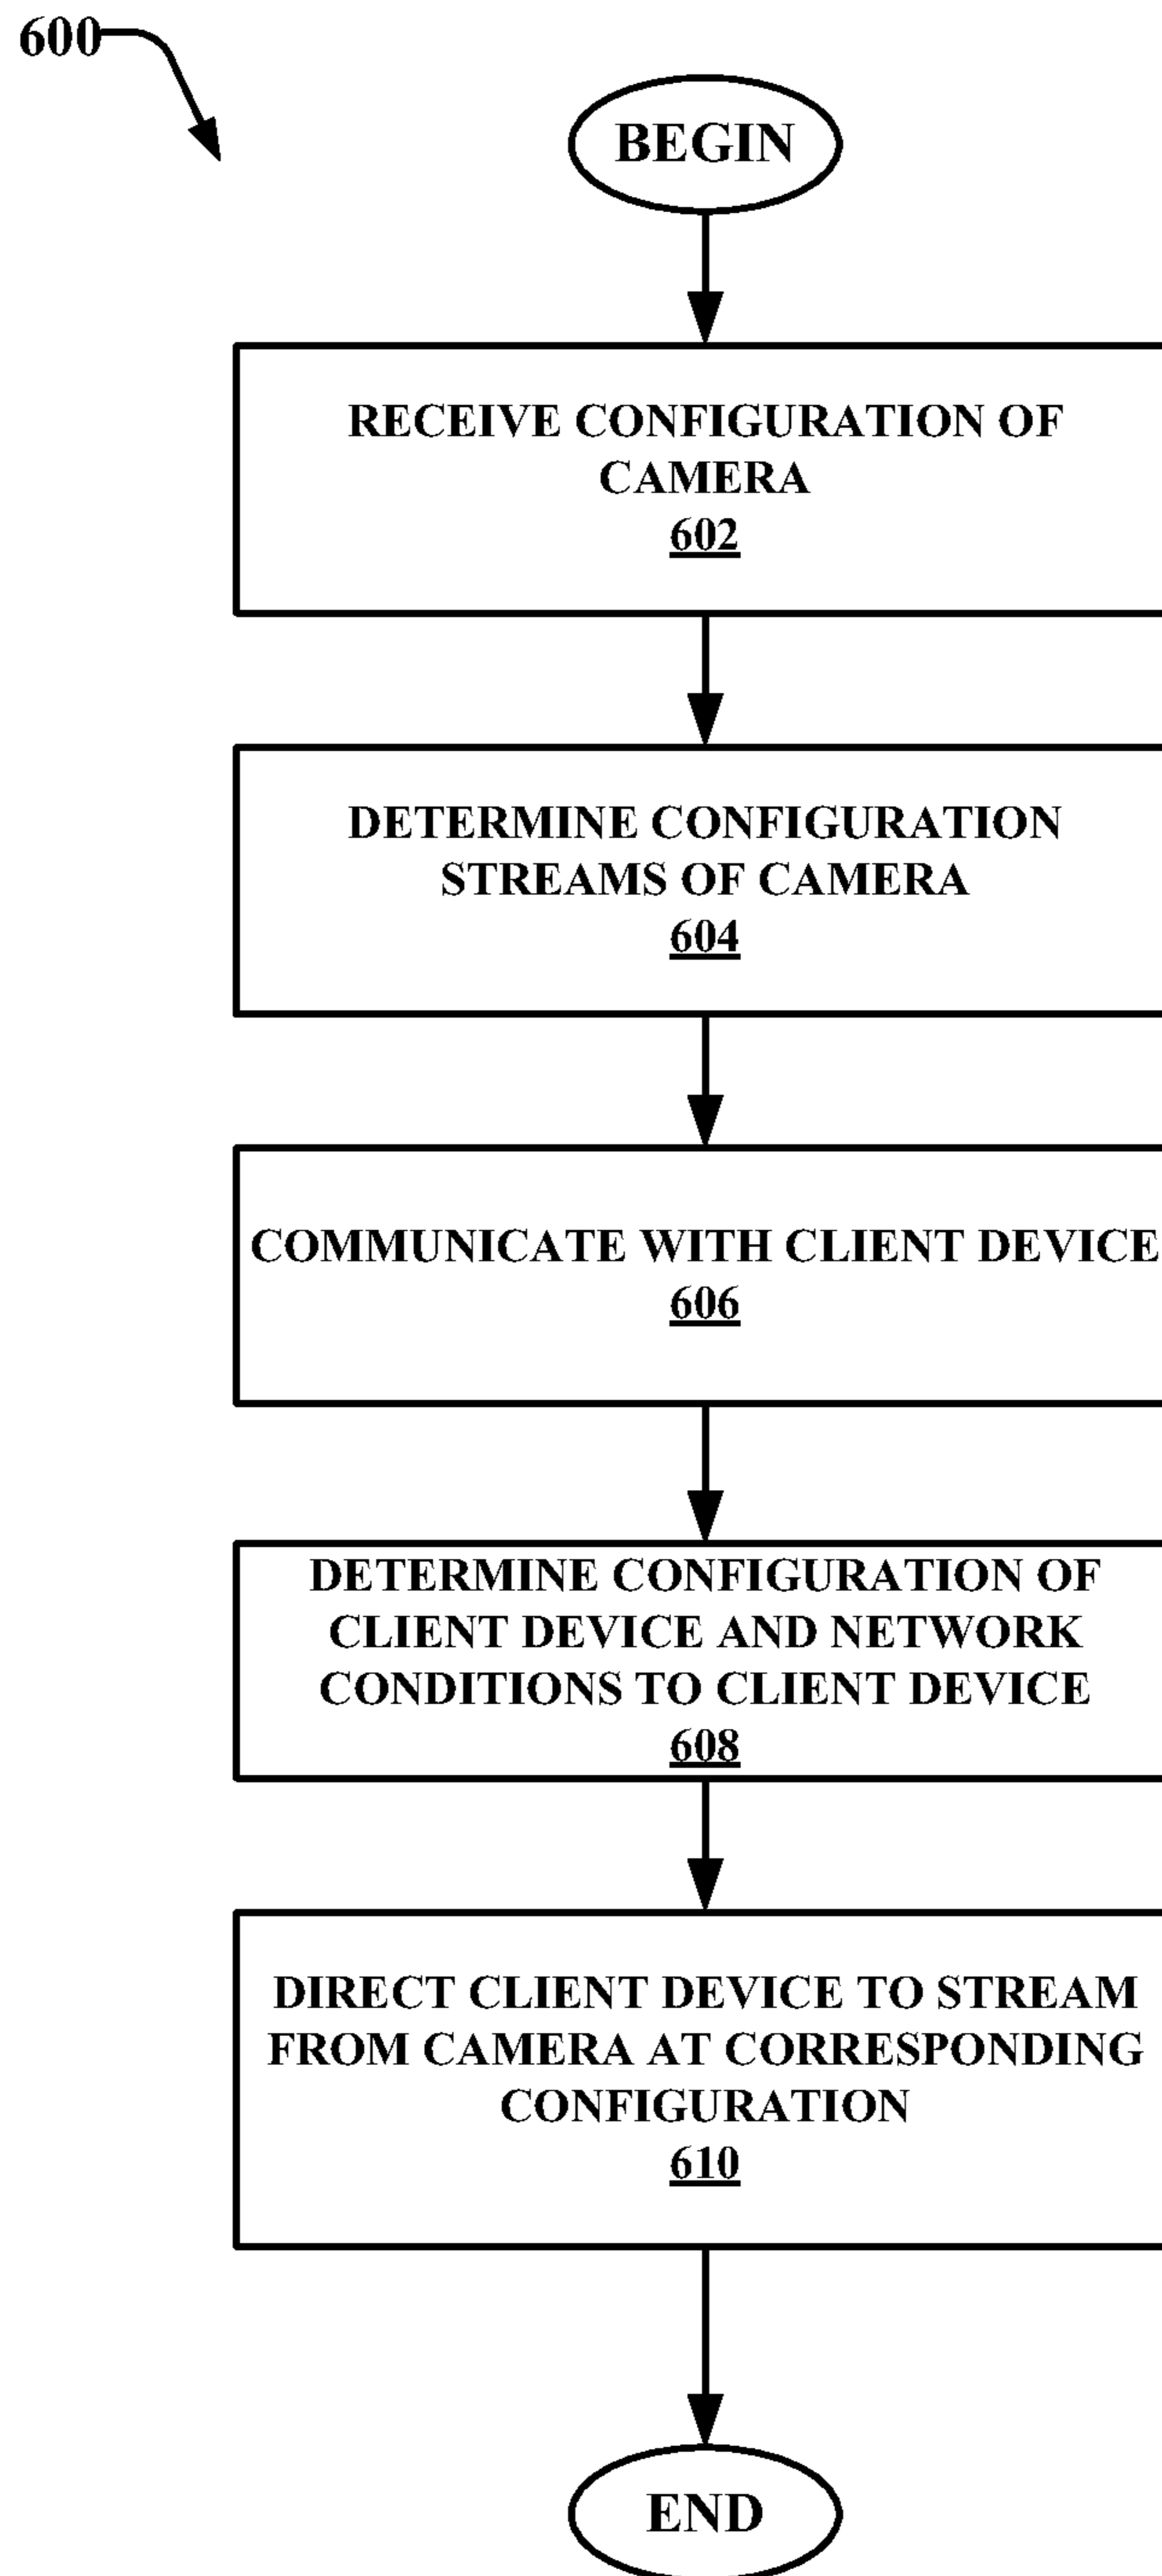 600
BEGIN
RECEIVE CONFIGURATION OF
CAMERA
602
DETERMINE CONFIGURATION
STREAMS OF CAMERA
604
COMMUNICATE WITH CLIENT DEVICE
606
DETERMINE CONFIGURATION OF
CLIENT DEVICE AND NETWORK
CONDITIONS TO CLIENT DEVICE
608
DIRECT CLIENT DEVICE TO STREAM
FROM CAMERA AT CORRESPONDING
CONFIGURATION
610
END